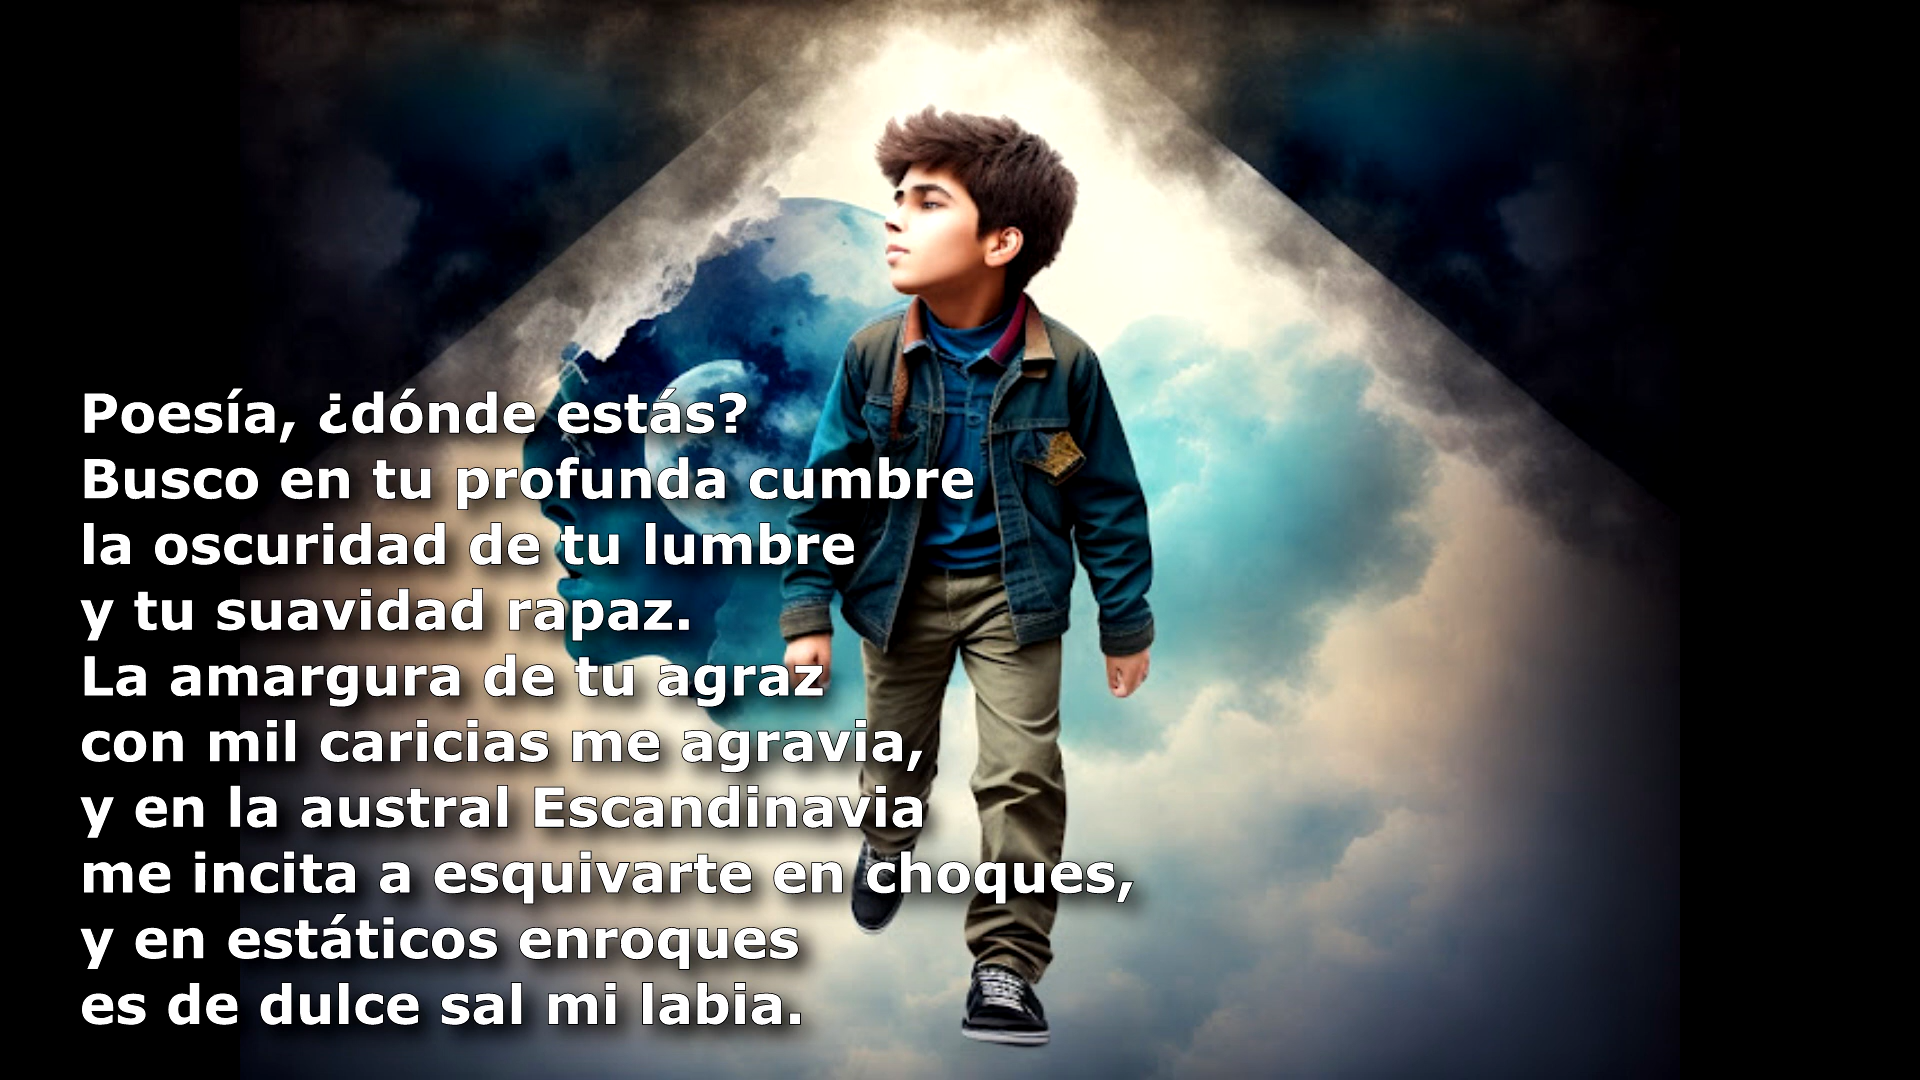 Poesía, ¿dónde estás?
Busco en tu profunda cumbre
la oscuridad de tu lumbre
y tu suavidad rapaz.
La amargura de tu agraz
con mil caricias me agravia,
y en la austral Escandinavia
me incita a esquivarte en choques,
y en estáticos enroques
es de dulce sal mi labia.